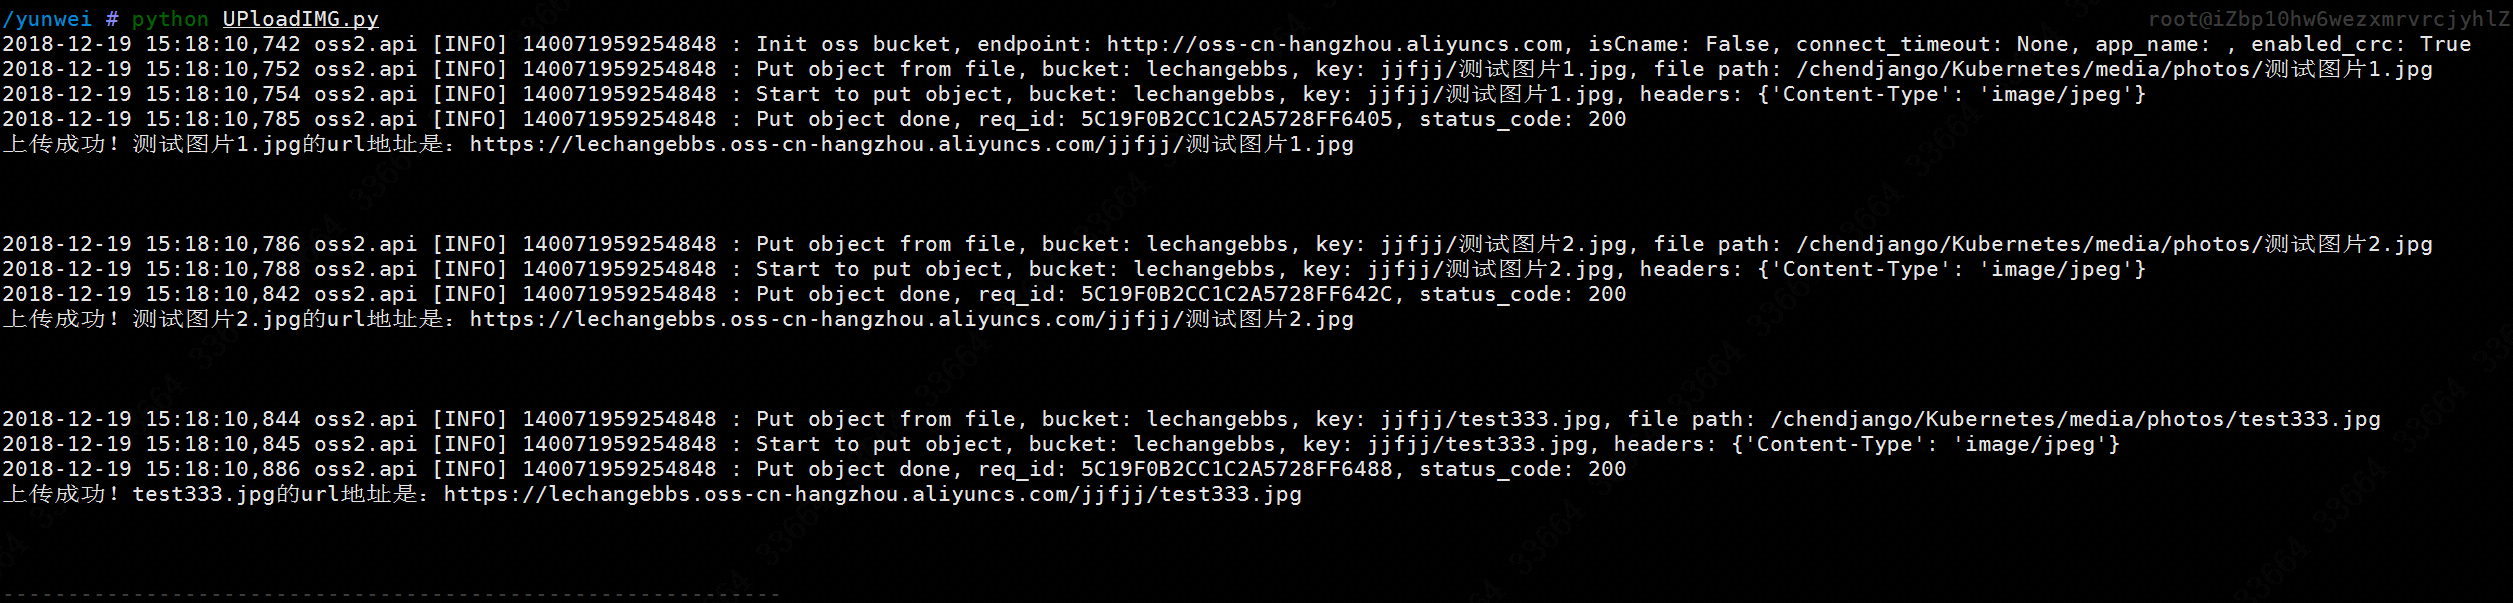 /yunwei # python UPloadIMG.py root@iZbp10hw6wezxmrvrcjyhlZ
2018-12-19 15:18:10,742 oss2.api [INFO] 140071959254848 : Init oss bucket, endpoint: http://oss-cn-hangzhou.aliyuncs.com, isCname: False, connect_timeout: None, app_name: , enabled_crc: True
2018-12-19 15:18:10,752 oss2.api [INFO] 140071959254848 : Put object from file, bucket: lechangebbs, key: jjfjj/测试图片1.jpg, file path: /chendjango/Kubernetes/media/photos/测试图片1.jpg
2018-12-19 15:18:10,754 oss2.api [INFO] 140071959254848 : Start to put object, bucket: lechangebbs, key: jjfjj/测试图片1.jpg, headers: {'Content-Type': 'image/jpeg'}
2018-12-19 15:18:10,785 oss2.api [INFO] 140071959254848 : Put object done, req_id: 5C19F0B2CC1C2A5728FF6405, status_code: 200
上传成功！测试图片1.jpg的url地址是：https://lechangebbs.oss-cn-hangzhou.aliyuncs.com/jjfjj/测试图片1.jpg
2018-12-19 15:18:10,786 oss2.api [INFO] 140071959254848 : Put object from file, bucket: lechangebbs, key: jjfjj/测试图片2.jpg, file path: /chendjango/Kubernetes/media/photos/测试图片2.jpg
2018-12-19 15:18:10,788 oss2.api [INFO] 140071959254848 : Start to put object, bucket: lechangebbs, key: jjfjj/测试图片2.jpg, headers: {'Content-Type': 'image/jpeg'}
2018-12-19 15:18:10,842 oss2.api [INFO] 140071959254848 : Put object done, req_id: 5C19F0B2CC1C2A5728FF642C, status_code: 200
上传成功！测试图片2.jpg的url地址是：https://lechangebbs.oss-cn-hangzhou.aliyuncs.com/jjfjj/测试图片2.jpg
2018-12-19 15:18:10,844 oss2.api [INFO] 140071959254848 : Put object from file, bucket: lechangebbs, key: jjfjj/test333.jpg, file path: /chendjango/Kubernetes/media/photos/test333.jpg
2018-12-19 15:18:10,845 oss2.api [INFO] 140071959254848 : Start to put object, bucket: lechangebbs, key: jjfjj/test333.jpg, headers: {'Content-Type': 'image/jpeg'}
2018-12-19 15:18:10,886 oss2.api [INFO] 140071959254848 : Put object done, req_id: 5C19F0B2CC1C2A5728FF6488, status_code: 200
上传成功！test333.jpg的url地址是：https://lechangebbs.oss-cn-hangzhou.aliyuncs.com/jjfjj/test333.jpg
------------------------------------------------------------